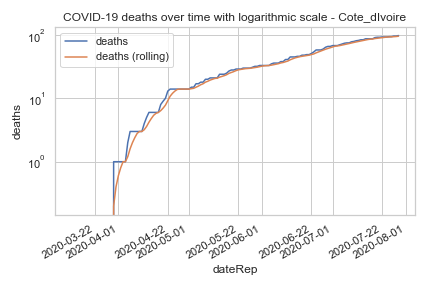 COVID-19 deaths over time with logarithmic scale - Cote_dIvoire
deaths
deaths (rolling)
10²
10¹
10⁰
deaths
2020-03-22
2020-04-01
2020-04-22
2020-05-01
2020-05-22
2020-06-01
2020-06-22
2020-07-01
2020-07-22
2020-08-01
dateRep